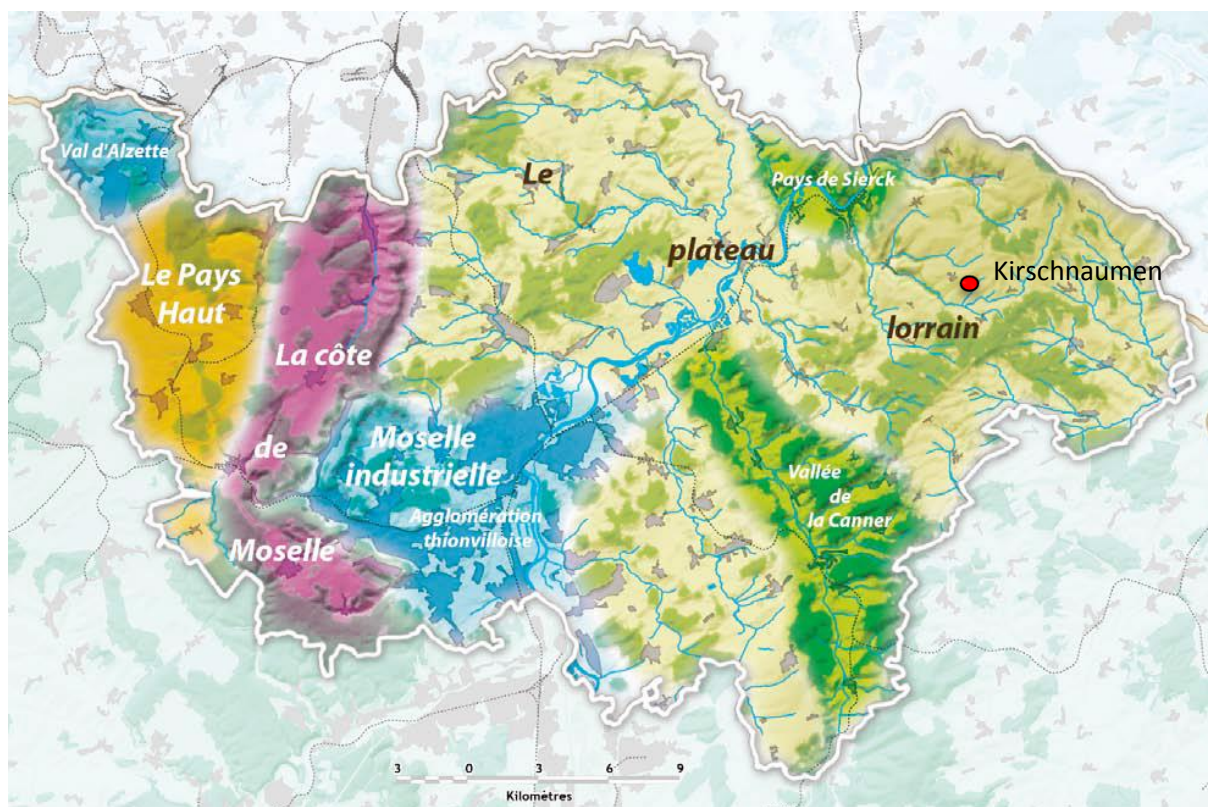 Val d'Alzette
Le
Pays de Sierck
plateau
Kirschnaumen
Le Pays
Haut
La côte
lorrain
de
Moselle
industrielle
Agglomération
thionvilloise
Vallée
de
la Canner
Moselle
3 0 3 6 9
Kilométres